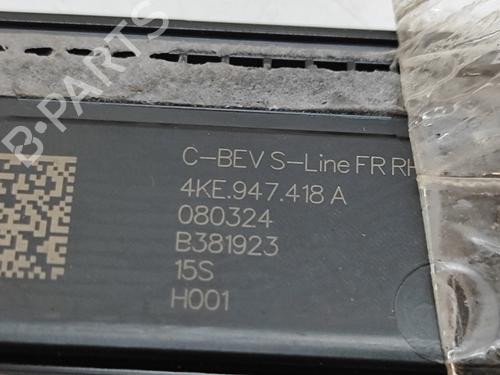 B-PARTS
C-BEV S-Line FR RH
4KE.947.418 A
080324
B381923
15S
H001